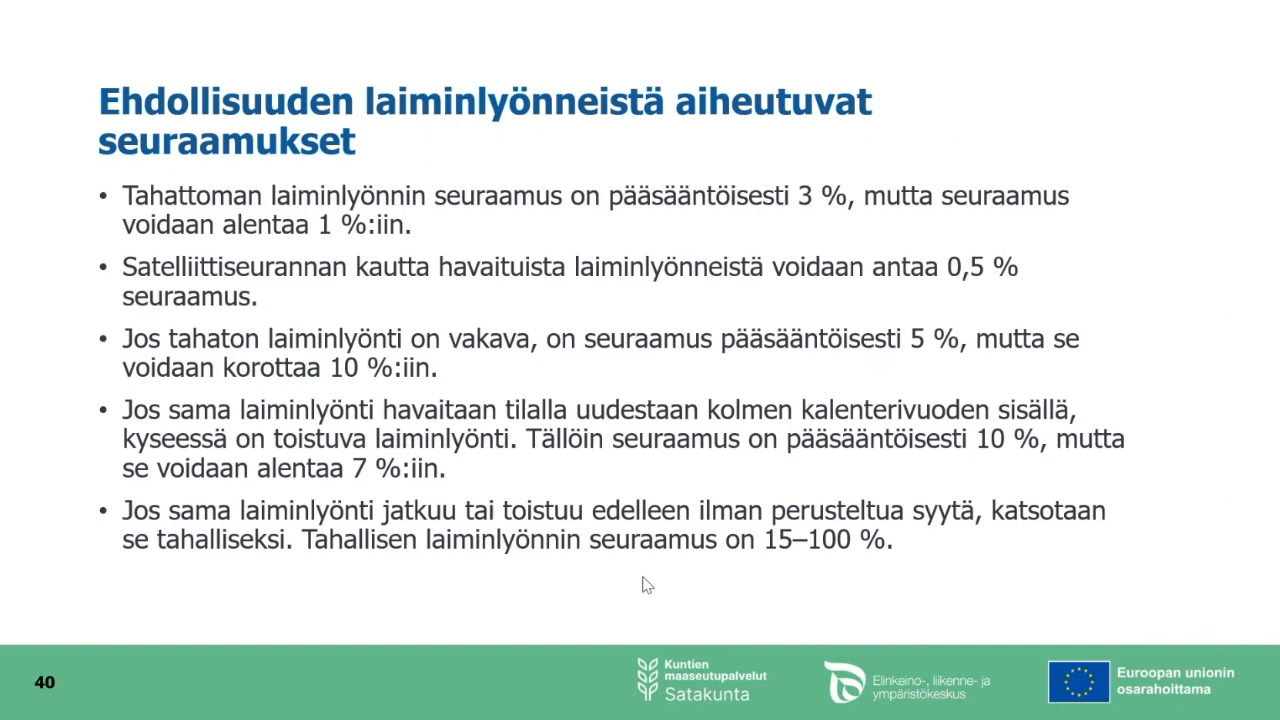 Ehdollisuuden laiminlyönneistä aiheutuvat
seuraamukset
• Tahattoman laiminlyönnin seuraamus on pääsääntöisesti 3 %, mutta seuraamus
voidaan alentaa 1 %:iin.
• Satelliittiseurannan kautta havaituista laiminlyönneistä voidaan antaa 0,5 %
seuraamus.
• Jos tahaton laiminlyönti on vakava, on seuraamus pääsääntöisesti 5 %, mutta se
voidaan korottaa 10 %:iin.
• Jos sama laiminlyönti havaitaan tilalla uudestaan kolmen kalenterivuoden sisällä,
kyseessä on toistuva laiminlyönti. Tällöin seuraamus on pääsääntöisesti 10 %, mutta
se voidaan alentaa 7 %:iin.
• Jos sama laiminlyönti jatkuu tai toistuu edelleen ilman perusteltua syytä, katsotaan
se tahalliseksi. Tahallisen laiminlyönnin seuraamus on 15–100 %.
40
Kuntien
maaseutupalvelut
Satakunta
Elinkeino-, liikenne- ja
ympäristökeskus
Euroopan unionin
osarahoittama